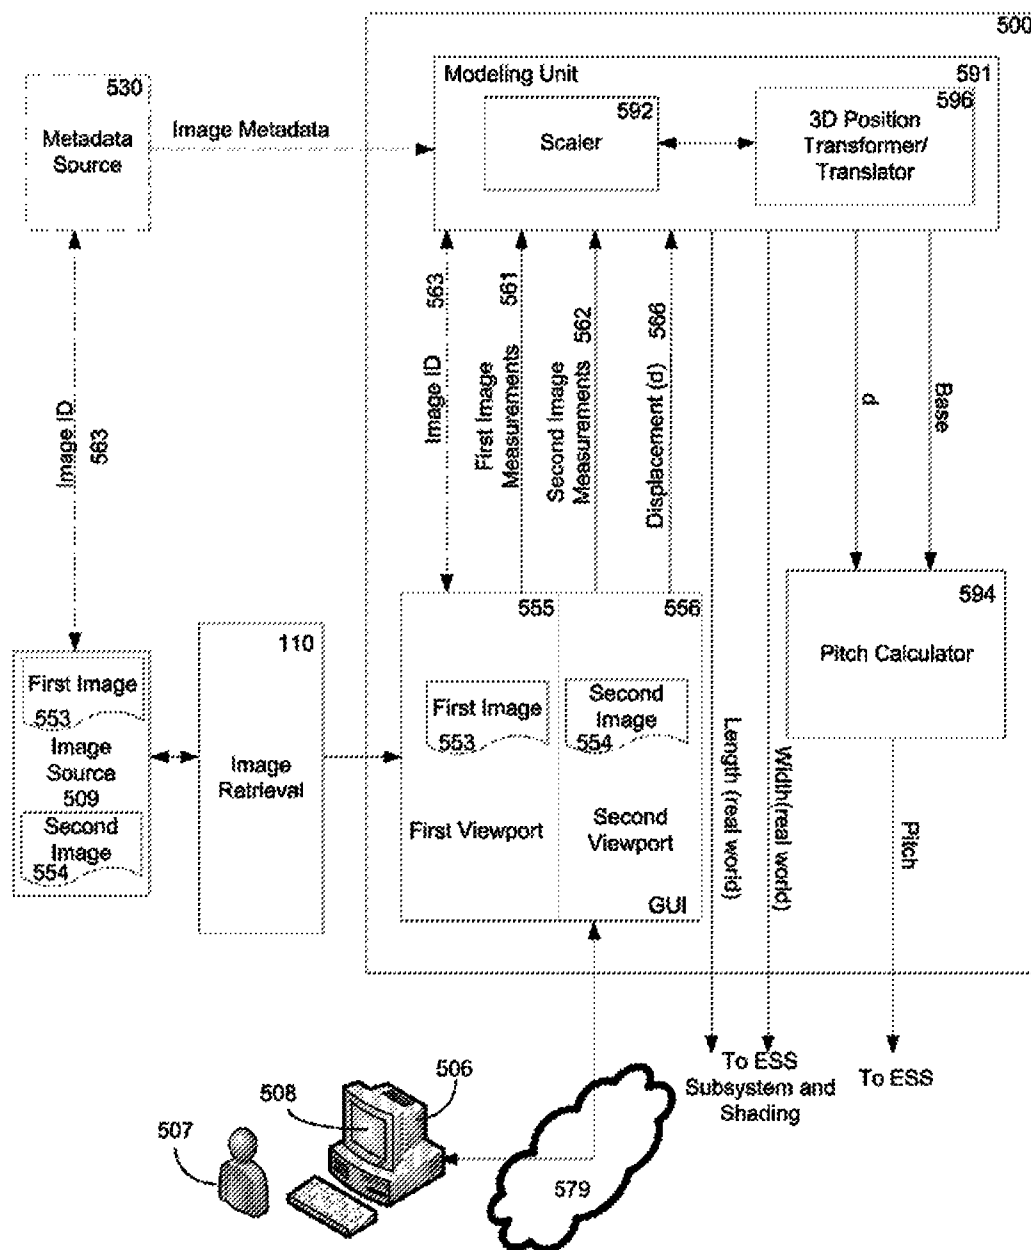 500
530
Metadata
Source
Image Metadata
Modeling Unit
591
592
Scaler
596
3D Position
Transformer/
Translator
Image ID
563
Image ID
563
First Image
Measurements
561
Second Image
Measurements
562
Displacement (d)
566
d
Base
First Image
553
Image
Source
509
Second
Image
554
110
Image
Retrieval
555
First Image
553
First Viewport
556
Second
Image
554
Second
Viewport
GUI
594
Pitch Calculator
Length (real world)
Width(real world)
Pitch
To ESS
Subsystem and
Shading
To ESS
506
508
507
579